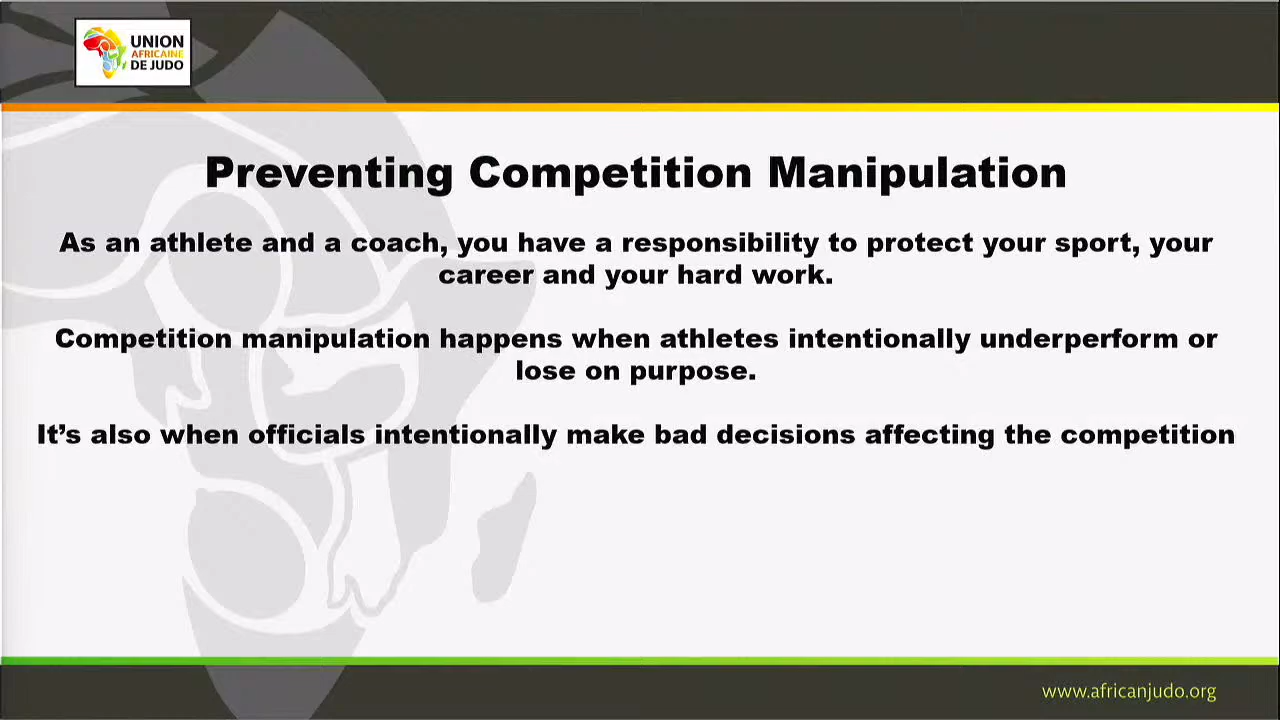 UNION
AFRICAINE
DE JUDO
Preventing Competition Manipulation
As an athlete and a coach, you have a responsibility to protect your sport, your
career and your hard work.
Competition manipulation happens when athletes intentionally underperform or
lose on purpose.
It’s also when officials intentionally make bad decisions affecting the competition
www.africanjudo.org